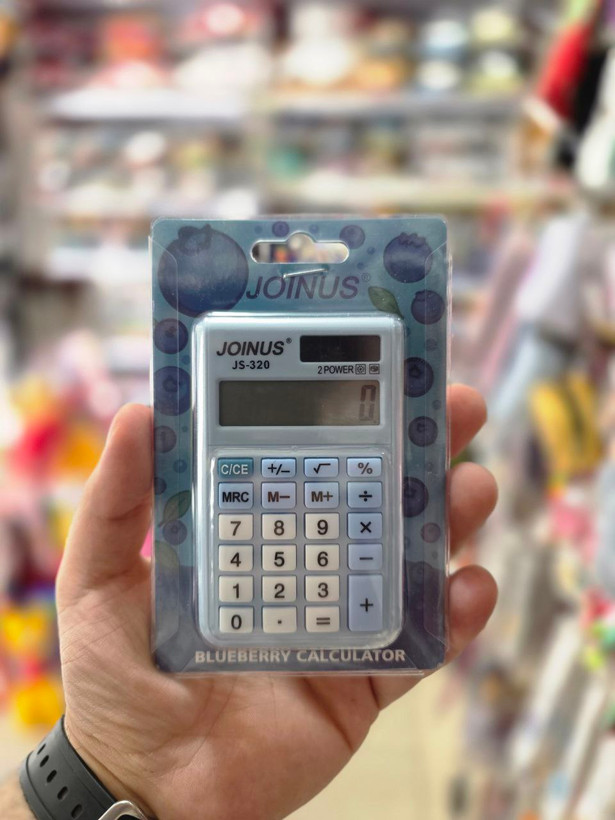 JOINUS®
JOINUS®
JS-320
2 POWER
0
C/CE +/− √ %
MRC M− M+ ÷
7 8 9 ×
4 5 6 −
1 2 3 +
0 · =
BLUEBERRY CALCULATOR